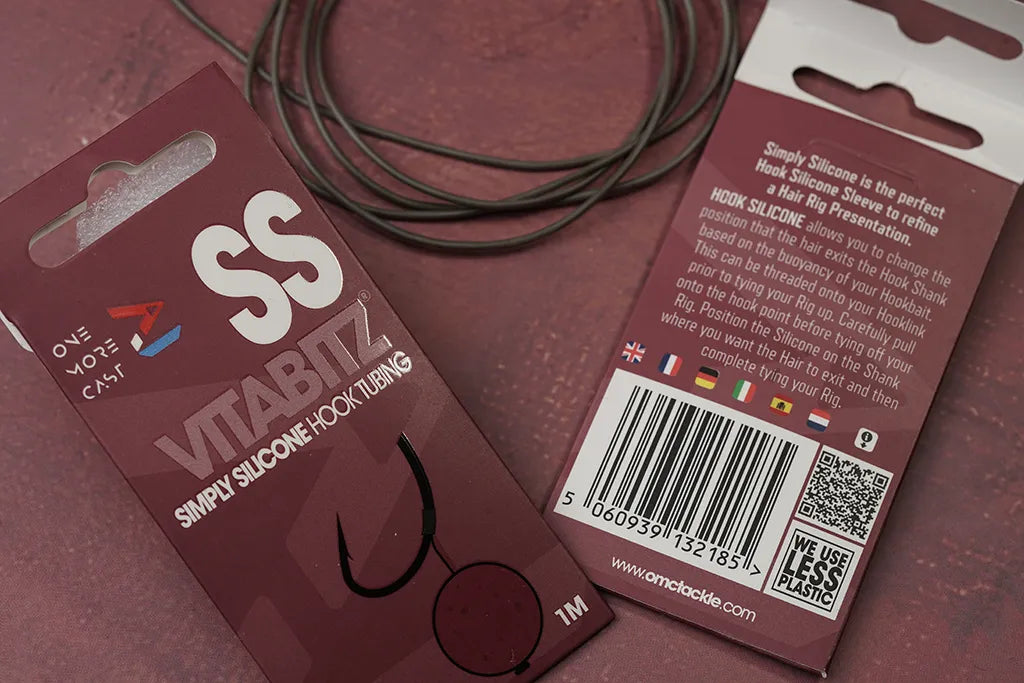 ONE
MORE
CAST
SS
VITABITZ®
SIMPLY SILICONE HOOK TUBING
1M
Simply Silicone is the perfect
Hook Silicone Sleeve to refine
a Hair Rig Presentation.
HOOK SILICONE allows you to change the
position that the hair exits the Hook Shank
based on the buoyancy of your Hookbait.
This can be threaded onto your Hooklink
prior to tying your Rig up. Carefully pull
onto the hook point before tying off your
Rig. Position the Silicone on the Shank
where you want the Hair to exit and then
complete tying your Rig.
5 060939 132185 >
WE USE
LESS
PLASTIC
www.omctackle.com